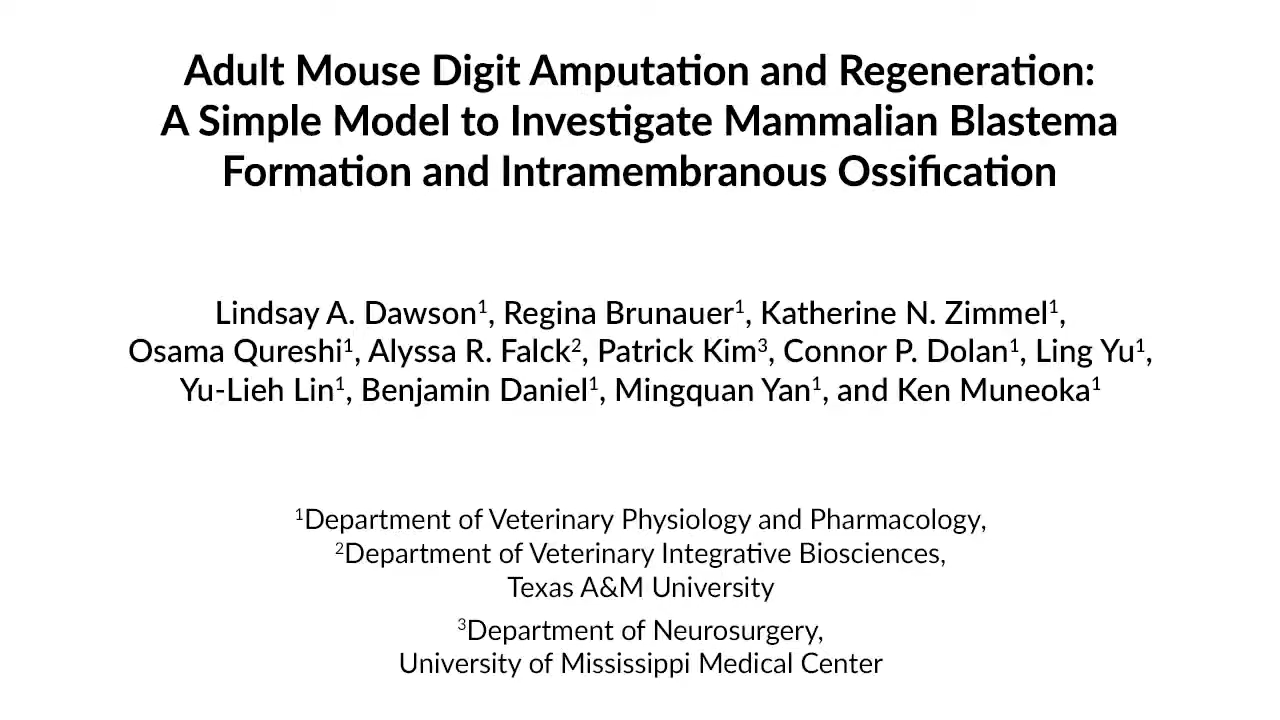 Adult Mouse Digit Amputation and Regeneration:
A Simple Model to Investigate Mammalian Blastema
Formation and Intramembranous Ossification
Lindsay A. Dawson¹, Regina Brunauer¹, Katherine N. Zimmel¹,
Osama Qureshi¹, Alyssa R. Falck², Patrick Kim³, Connor P. Dolan¹, Ling Yu¹,
Yu-Lieh Lin¹, Benjamin Daniel¹, Mingquan Yan¹, and Ken Muneoka¹
¹Department of Veterinary Physiology and Pharmacology,
²Department of Veterinary Integrative Biosciences,
Texas A&M University
³Department of Neurosurgery,
University of Mississippi Medical Center